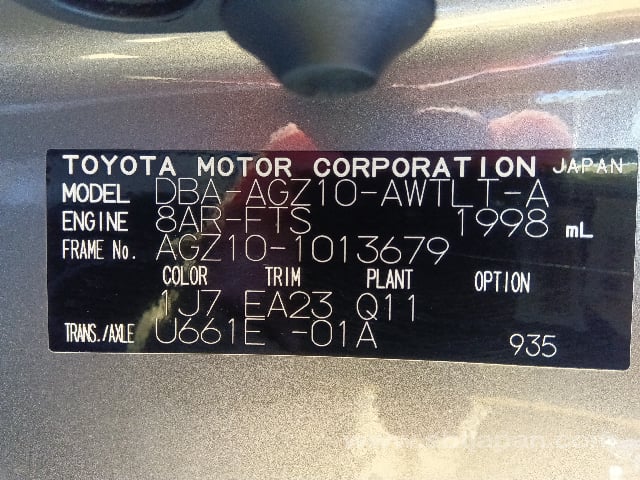 TOYOTA MOTOR CORPORATION JAPAN
MODEL DBA-AGZ10-AWTLT-A
ENGINE 8AR-FTS 1998 mL
FRAME No. AGZ10-1013679
COLOR TRIM PLANT OPTION
1J7 EA23 Q11
TRANS./AXLE U661E -01A 935